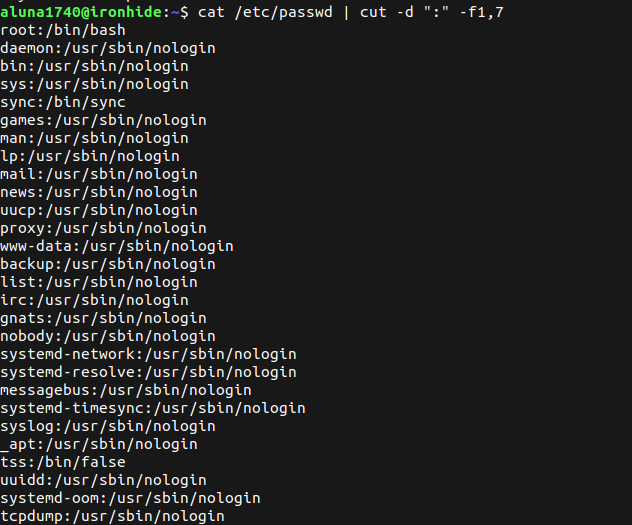 aluna1740@ironhide:~$ cat /etc/passwd | cut -d ":" -f1,7
root:/bin/bash
daemon:/usr/sbin/nologin
bin:/usr/sbin/nologin
sys:/usr/sbin/nologin
sync:/bin/sync
games:/usr/sbin/nologin
man:/usr/sbin/nologin
lp:/usr/sbin/nologin
mail:/usr/sbin/nologin
news:/usr/sbin/nologin
uucp:/usr/sbin/nologin
proxy:/usr/sbin/nologin
www-data:/usr/sbin/nologin
backup:/usr/sbin/nologin
list:/usr/sbin/nologin
irc:/usr/sbin/nologin
gnats:/usr/sbin/nologin
nobody:/usr/sbin/nologin
systemd-network:/usr/sbin/nologin
systemd-resolve:/usr/sbin/nologin
messagebus:/usr/sbin/nologin
systemd-timesync:/usr/sbin/nologin
syslog:/usr/sbin/nologin
_apt:/usr/sbin/nologin
tss:/bin/false
uuidd:/usr/sbin/nologin
systemd-oom:/usr/sbin/nologin
tcpdump:/usr/sbin/nologin